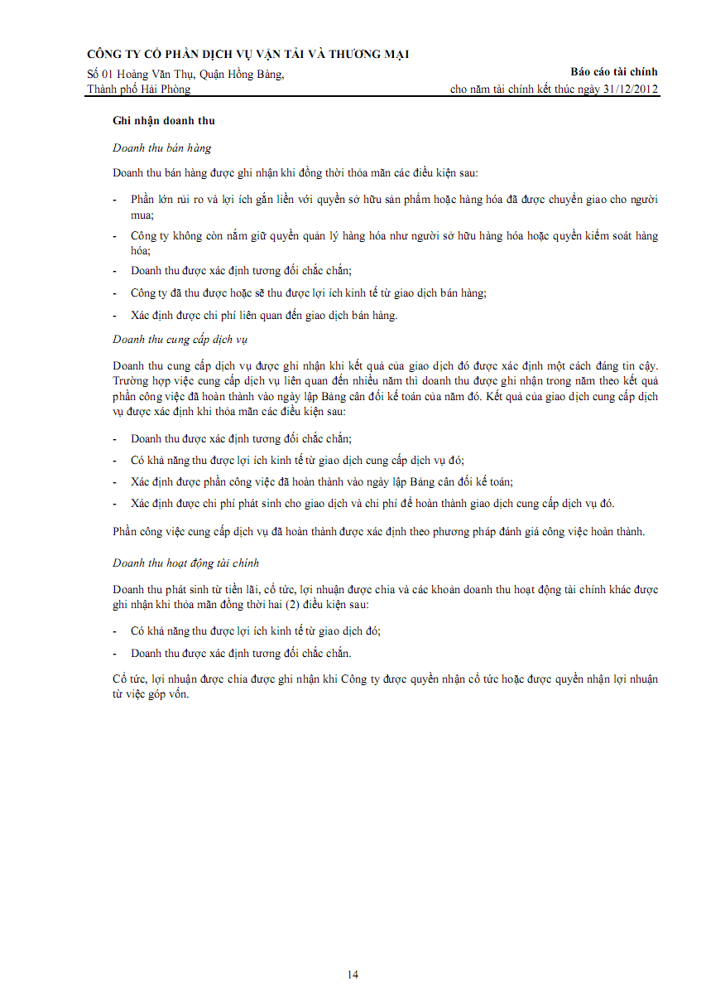 CÔNG TY CỔ PHẦN DỊCH VỤ VẬN TẢI VÀ THƯƠNG MẠI
Số 01 Hoàng Văn Thụ, Quận Hồng Bàng,
Báo cáo tài chính
Thành phố Hải Phòng
cho năm tài chính kết thúc ngày 31/12/2012
Ghi nhận doanh thu
Doanh thu bán hàng
Doanh thu bán hàng được ghi nhận khi đồng thời thỏa mãn các điều kiện sau:
- Phần lớn rủi ro và lợi ích gắn liền với quyền sở hữu sản phẩm hoặc hàng hóa đã được chuyển giao cho người
mua;
- Công ty không còn nắm giữ quyền quản lý hàng hóa như người sở hữu hàng hóa hoặc quyền kiểm soát hàng
hóa;
- Doanh thu được xác định tương đối chắc chắn;
- Công ty đã thu được hoặc sẽ thu được lợi ích kinh tế từ giao dịch bán hàng;
- Xác định được chi phí liên quan đến giao dịch bán hàng.
Doanh thu cung cấp dịch vụ
Doanh thu cung cấp dịch vụ được ghi nhận khi kết quả của giao dịch đó được xác định một cách đáng tin cậy.
Trường hợp việc cung cấp dịch vụ liên quan đến nhiều năm thì doanh thu được ghi nhận trong năm theo kết quả
phần công việc đã hoàn thành vào ngày lập Bảng cân đối kế toán của năm đó. Kết quả của giao dịch cung cấp dịch
vụ được xác định khi thỏa mãn các điều kiện sau:
- Doanh thu được xác định tương đối chắc chắn;
- Có khả năng thu được lợi ích kinh tế từ giao dịch cung cấp dịch vụ đó;
- Xác định được phần công việc đã hoàn thành vào ngày lập Bảng cân đối kế toán;
- Xác định được chi phí phát sinh cho giao dịch và chi phí để hoàn thành giao dịch cung cấp dịch vụ đó.
Phần công việc cung cấp dịch vụ đã hoàn thành được xác định theo phương pháp đánh giá công việc hoàn thành.
Doanh thu hoạt động tài chính
Doanh thu phát sinh từ tiền lãi, cổ tức, lợi nhuận được chia và các khoản doanh thu hoạt động tài chính khác được
ghi nhận khi thỏa mãn đồng thời hai (2) điều kiện sau:
- Có khả năng thu được lợi ích kinh tế từ giao dịch đó;
- Doanh thu được xác định tương đối chắc chắn.
Cổ tức, lợi nhuận được chia được ghi nhận khi Công ty được quyền nhận cổ tức hoặc được quyền nhận lợi nhuận
từ việc góp vốn.
14